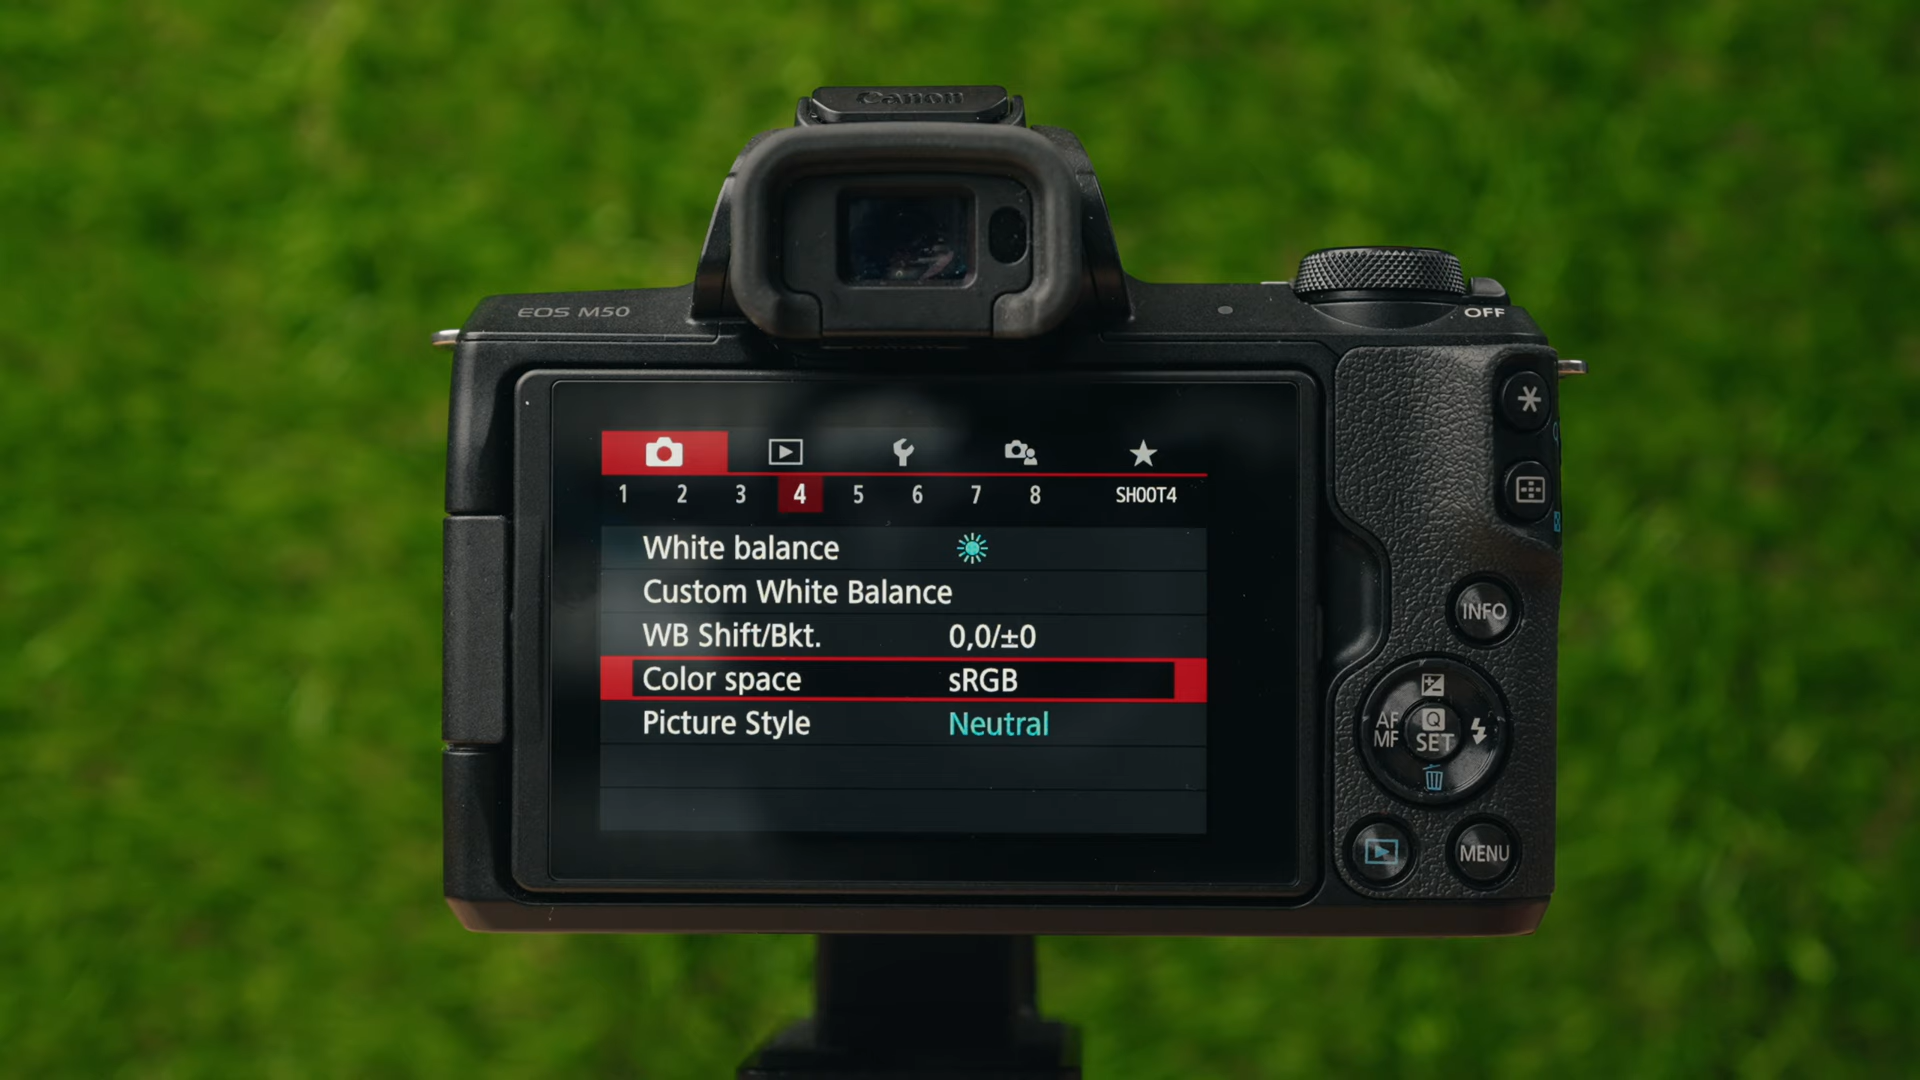 Canon
EOS M50
OFF
1 2 3 4 5 6 7 8 SHOOT4
White balance
Custom White Balance
WB Shift/Bkt. 0,0/±0
Color space sRGB
Picture Style Neutral
INFO
AF
MF
Q
SET
MENU